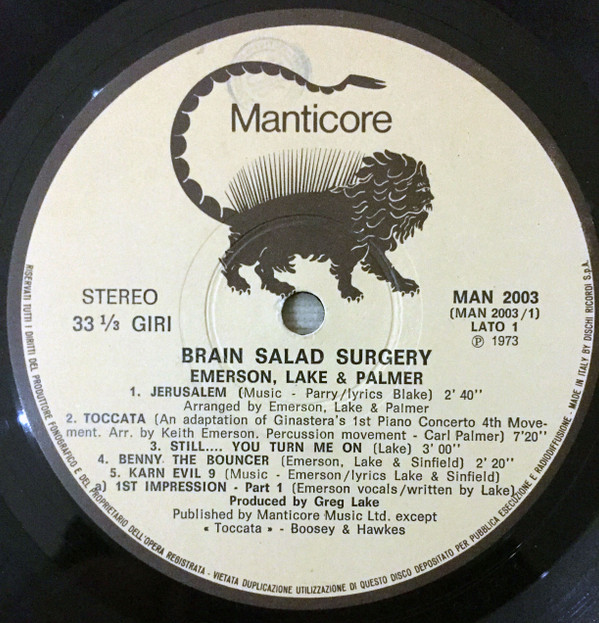 Manticore
STEREO
33 ⅓ GIRI
MAN 2003
(MAN 2003/1)
LATO 1
℗ 1973
BRAIN SALAD SURGERY
EMERSON, LAKE & PALMER
1. JERUSALEM (Music - Parry/lyrics Blake) 2' 40''
Arranged by Emerson, Lake & Palmer
2. TOCCATA (An adaptation of Ginastera's 1st Piano Concerto 4th Move-
ment. Arr. by Keith Emerson. Percussion movement - Carl Palmer) 7'20''
3. STILL.... YOU TURN ME ON (Lake) 3' 00''
4. BENNY THE BOUNCER (Emerson, Lake & Sinfield) 2' 20''
5. KARN EVIL 9 (Music - Emerson/lyrics Lake & Sinfield)
a) 1ST IMPRESSION - Part 1 (Emerson vocals/written by Lake)
Produced by Greg Lake
Published by Manticore Music Ltd. except
« Toccata » - Boosey & Hawkes
RISERVATI TUTTI I DIRITTI DEL PRODUTTORE FONOGRAFICO E DEL PROPRIETARIO DELL'OPERA REGISTRATA - VIETATA DUPLICAZIONE UTILIZZAZIONE DI QUESTO DISCO DEPOSITATO PER PUBBLICA ESECUZIONE E RADIODIFFUSIONE. - MADE IN ITALY BY DISCHI RICORDI S.p.A.